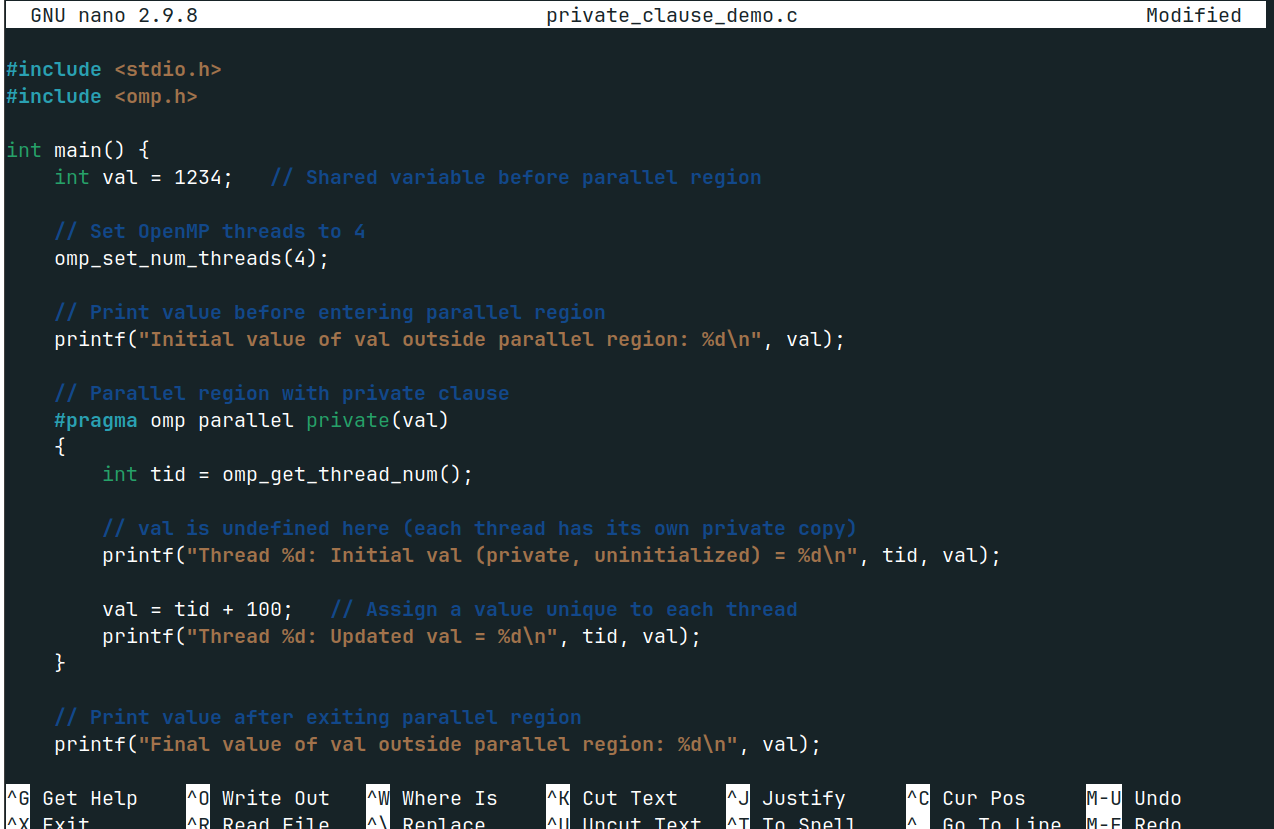 GNU nano 2.9.8 private_clause_demo.c Modified
#include <stdio.h>
#include <omp.h>
int main() {
int val = 1234; // Shared variable before parallel region
// Set OpenMP threads to 4
omp_set_num_threads(4);
// Print value before entering parallel region
printf("Initial value of val outside parallel region: %d\n", val);
// Parallel region with private clause
#pragma omp parallel private(val)
{
int tid = omp_get_thread_num();
// val is undefined here (each thread has its own private copy)
printf("Thread %d: Initial val (private, uninitialized) = %d\n", tid, val);
val = tid + 100; // Assign a value unique to each thread
printf("Thread %d: Updated val = %d\n", tid, val);
}
// Print value after exiting parallel region
printf("Final value of val outside parallel region: %d\n", val);
^G Get Help ^O Write Out ^W Where Is ^K Cut Text ^J Justify ^C Cur Pos M-U Undo
^X Exit ^R Read File ^\ Replace ^U Uncut Text ^T To Spell ^_ Go To Line M-E Redo